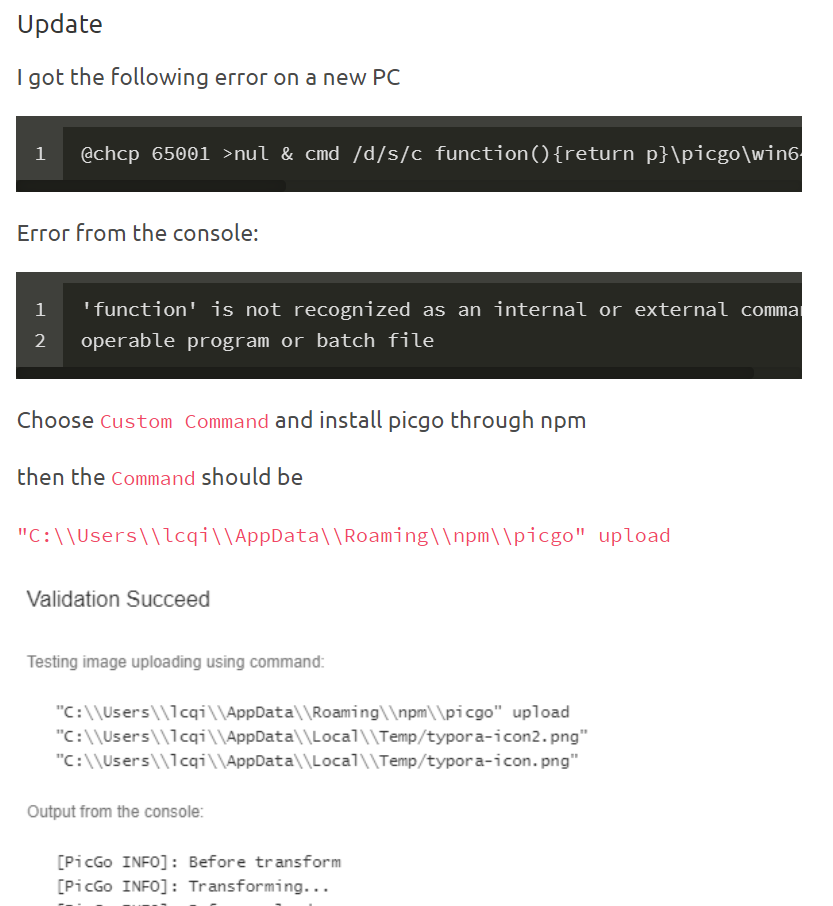 Update
I got the following error on a new PC
1 @chcp 65001 >nul & cmd /d/s/c function(){return p}\picgo\win64
Error from the console:
1 'function' is not recognized as an internal or external
2 operable program or batch file
Choose Custom Command and install picgo through npm
then the Command should be
"C:\\Users\\lcqi\\AppData\\Roaming\\npm\\picgo" upload
Validation Succeed
Testing image uploading using command:
"C:\\Users\\lcqi\\AppData\\Roaming\\npm\\picgo" upload
"C:\\Users\\lcqi\\AppData\\Local\\Temp/typora-icon2.png"
"C:\\Users\\lcqi\\AppData\\Local\\Temp/typora-icon.png"
Output from the console:
[PicGo INFO]: Before transform
[PicGo INFO]: Transforming...